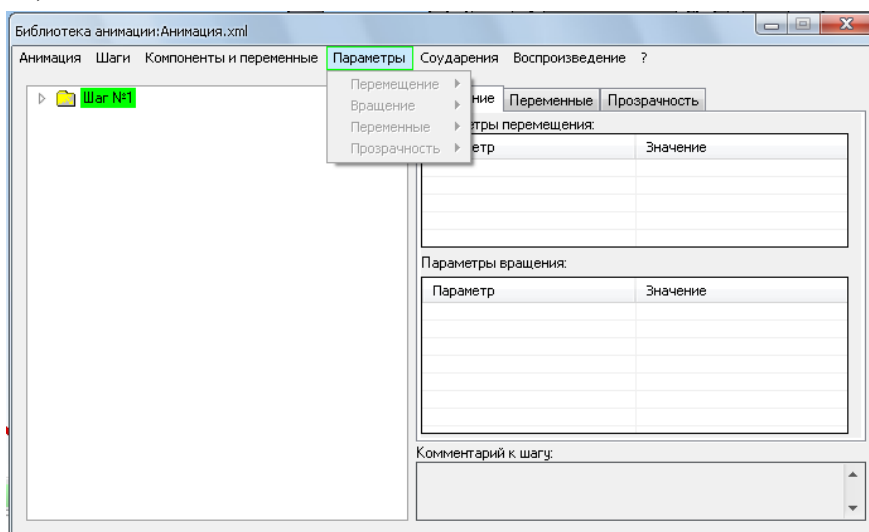 Библиотека анимации:Анимация.xml
Анимация Шаги Компоненты и переменные Параметры Соударения Воспроизведение ?
Перемещение
Вращение
Переменные
Прозрачность
Шаг №1
ние Переменные Прозрачность
етры перемещения:
етр Значение
Параметры вращения:
Параметр Значение
Комментарий к шагу: